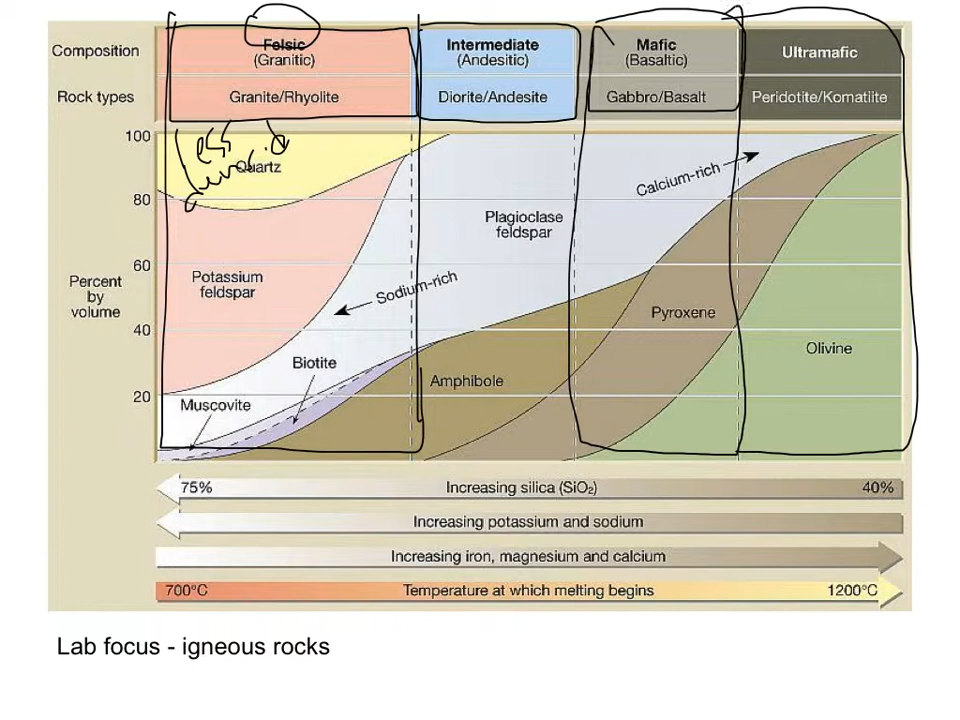 Composition
Felsic
(Granitic)
Intermediate
(Andesitic)
Mafic
(Basaltic)
Ultramafic
Rock types
Granite/Rhyolite
Diorite/Andesite
Gabbro/Basalt
Peridotite/Komatiite
100
80
60
40
20
Percent
by
volume
less
Quartz
Calcium-rich
Plagioclase
feldspar
Potassium
feldspar
Sodium-rich
Pyroxene
Olivine
Biotite
Amphibole
Muscovite
75%
Increasing silica (SiO₂)
40%
Increasing potassium and sodium
Increasing iron, magnesium and calcium
700°C
Temperature at which melting begins
1200°C
Lab focus - igneous rocks